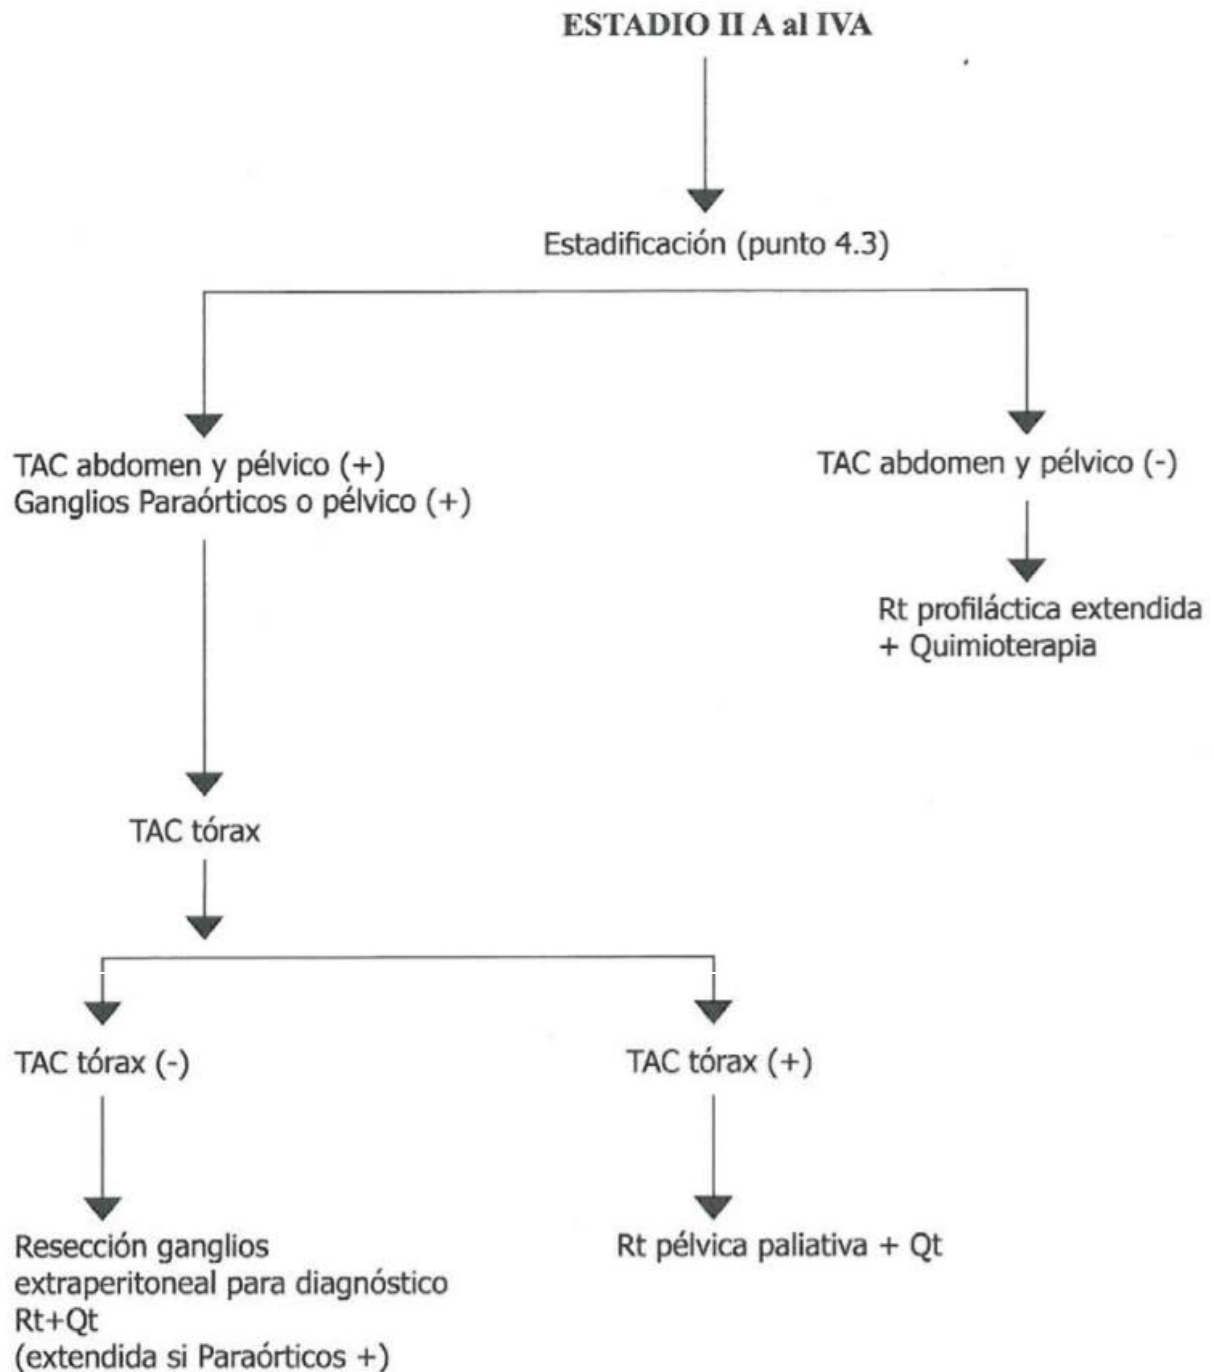 ESTADIO II A al IVA
Estadificación (punto 4.3)
TAC abdomen y pélvico (+)
Ganglios Paraórticos o pélvico (+)
TAC abdomen y pélvico (-)
Rt profiláctica extendida
+ Quimioterapia
TAC tórax
TAC tórax (-)
TAC tórax (+)
Resección ganglios
extraperitoneal para diagnóstico
Rt+Qt
(extendida si Paraórticos +)
Rt pélvica paliativa + Qt